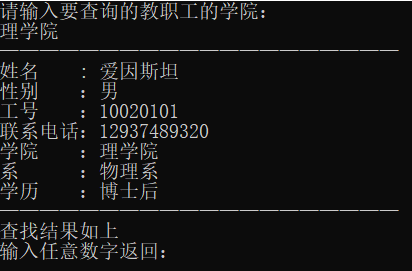 请输入要查询的教职工的学院：
理学院
————————————————————
姓名    : 爱因斯坦
性别    : 男
工号    : 10020101
联系电话: 12937489320
学院    : 理学院
系      : 物理系
学历    : 博士后
————————————————————
查找结果如上
输入任意数字返回：